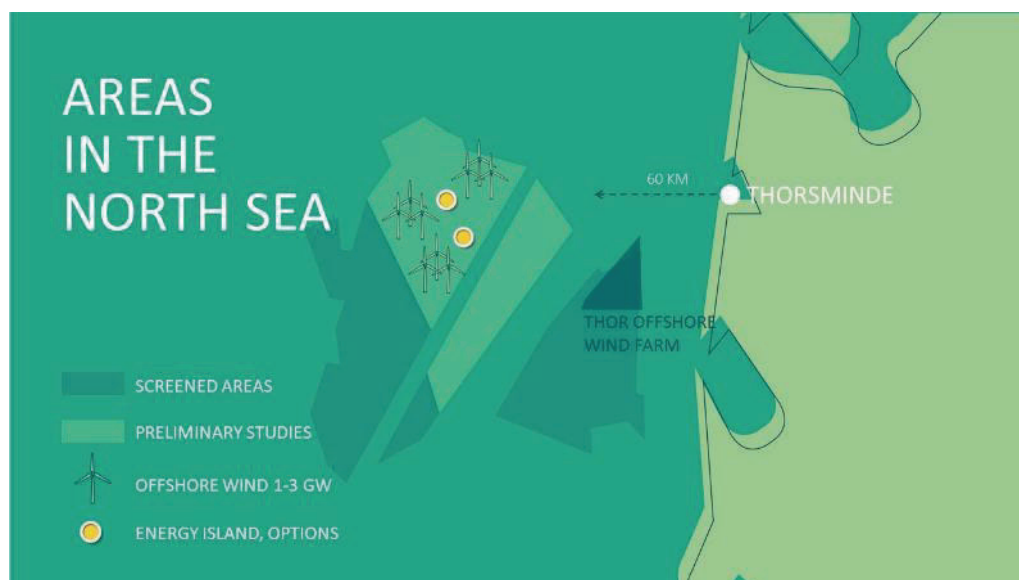 AREAS
IN THE
NORTH SEA
60 KM
THORSMINDE
THOR OFFSHORE
WIND FARM
SCREENED AREAS
PRELIMINARY STUDIES
OFFSHORE WIND 1-3 GW
ENERGY ISLAND, OPTIONS